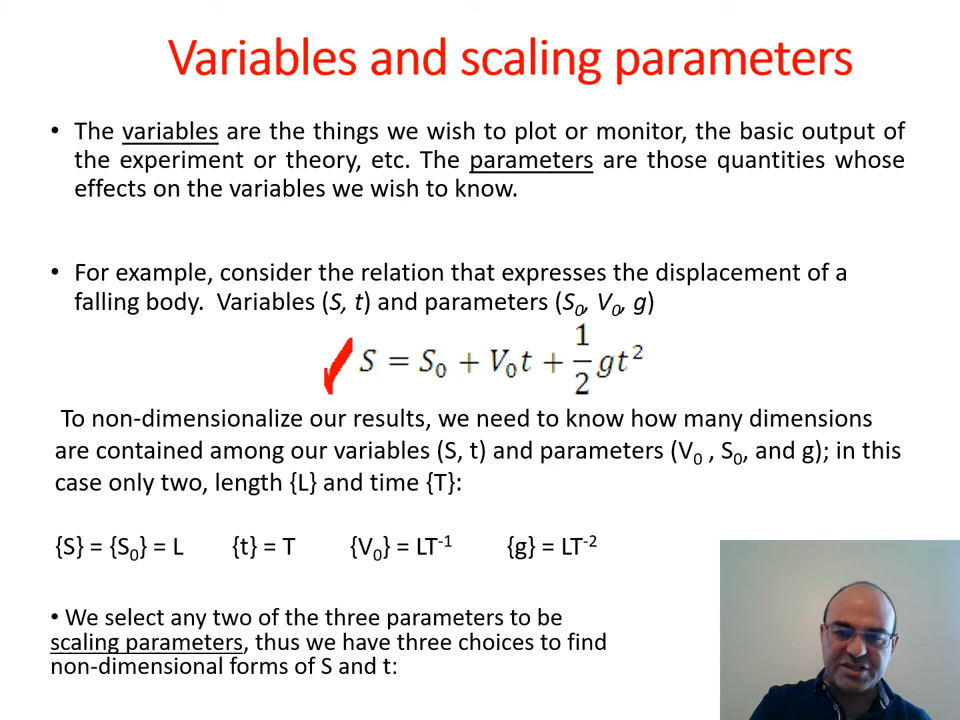 Variables and scaling parameters
• The variables are the things we wish to plot or monitor, the basic output of
the experiment or theory, etc. The parameters are those quantities whose
effects on the variables we wish to know.
• For example, consider the relation that expresses the displacement of a
falling body. Variables (S, t) and parameters (S₀, V₀, g)
S = S₀ + V₀t + 1/2 gt²
To non-dimensionalize our results, we need to know how many dimensions
are contained among our variables (S, t) and parameters (V₀ , S₀, and g); in this
case only two, length {L} and time {T}:
{S} = {S₀} = L {t} = T {V₀} = LT⁻¹ {g} = LT⁻²
• We select any two of the three parameters to be
scaling parameters, thus we have three choices to find
non-dimensional forms of S and t: